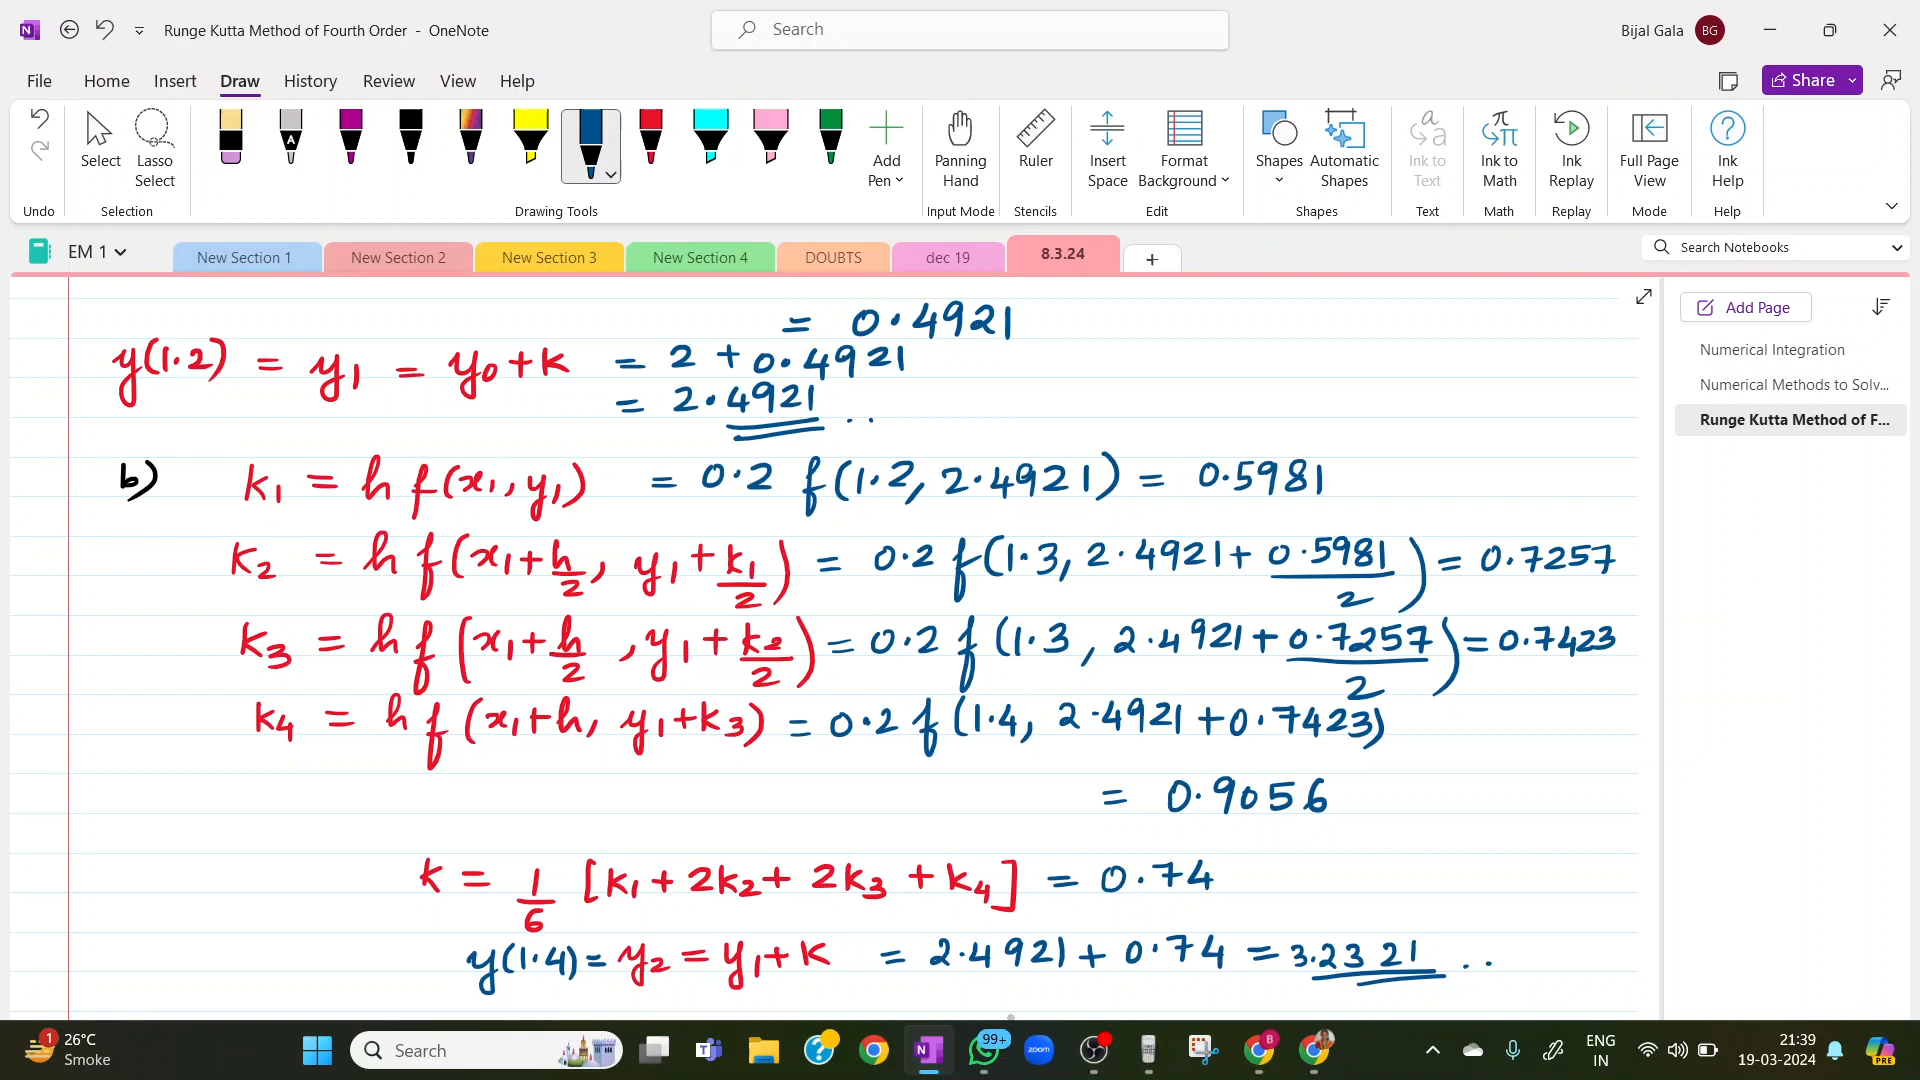 Runge Kutta Method of Fourth Order - OneNote
Search
Bijal Gala BG
File Home Insert Draw History Review View Help
Share
Undo
Select
Lasso Select
Selection
A
Drawing Tools
Add Pen
Panning Hand
Input Mode
Ruler
Stencils
Insert Space
Format Background
Edit
Shapes
Automatic Shapes
Shapes
Ink to Text
Text
Ink to Math
Math
Ink Replay
Replay
Full Page View
Mode
Ink Help
Help
EM 1
New Section 1 New Section 2 New Section 3 New Section 4 DOUBTS dec 19 8.3.24 +
Search Notebooks
Add Page
Numerical Integration
Numerical Methods to Solv...
Runge Kutta Method of F...
= 0.4921
y(1.2) = y₁ = y₀+k = 2 + 0.4921
= 2.4921 ..
b) k₁ = h f(x₁, y₁) = 0.2 f(1.2, 2.4921) = 0.5981
k₂ = h f(x₁+h/2, y₁+k₁/2) = 0.2 f(1.3, 2.4921+0.5981/2) = 0.7257
k₃ = h f(x₁+h/2, y₁+k₂/2) = 0.2 f(1.3, 2.4921+0.7257/2) = 0.7423
k₄ = h f(x₁+h, y₁+k₃) = 0.2 f(1.4, 2.4921+0.7423)
= 0.9056
k = 1/6 [k₁+2k₂+2k₃+k₄] = 0.74
y(1.4) = y₂ = y₁+k = 2.4921+0.74 = 3.2321 ..
1
26°C
Smoke
Search
99+
zoom
B
ENG
IN
21:39
19-03-2024
PRE